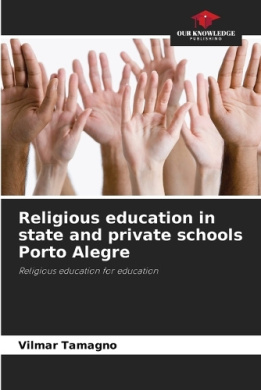 OUR KNOWLEDGE
PUBLISHING
Religious education in
state and private schools
Porto Alegre
Religious education for education
Vilmar Tamagno